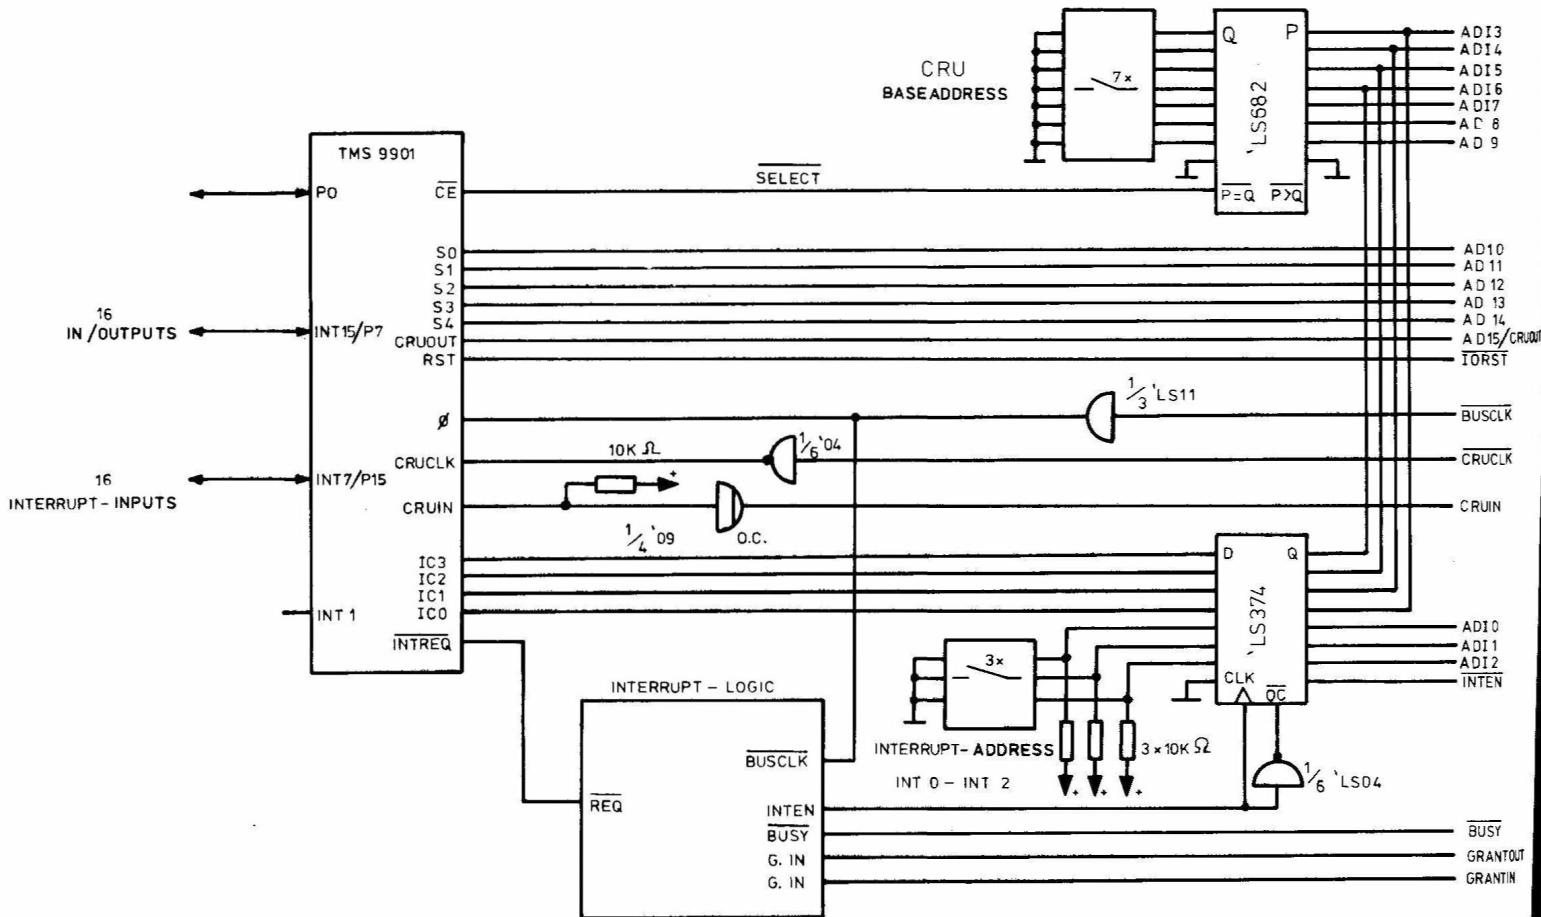 CRU
BASEADDRESS
7×
Q
P
'LS682
P=Q
P>Q
ADI3
ADI4
ADI5
ADI6
ADI7
AD 8
AD 9
TMS 9901
P0
CE
SELECT
S0
S1
S2
S3
S4
CRUOUT
RST
AD10
AD11
AD 12
AD 13
AD 14
AD15/CRUOUT
IORST
16
IN/OUTPUTS
INT15/P7
ø
1/3 'LS11
BUSCLK
10K Ω
CRUCLK
1/6 '04
CRUCLK
16
INTERRUPT-INPUTS
INT7/P15
+
CRUIN
1/4 '09
O.C.
CRUIN
IC3
IC2
IC1
IC0
INT 1
INTREQ
D
Q
'LS374
CLK
OC
ADI0
ADI1
ADI2
INTEN
3×
INTERRUPT-ADDRESS
INT 0 – INT 2
3×10K Ω
+
+
+
1/6 'LS04
INTERRUPT – LOGIC
BUSCLK
REQ
INTEN
BUSY
G. IN
G. IN
BUSY
GRANTOUT
GRANTIN